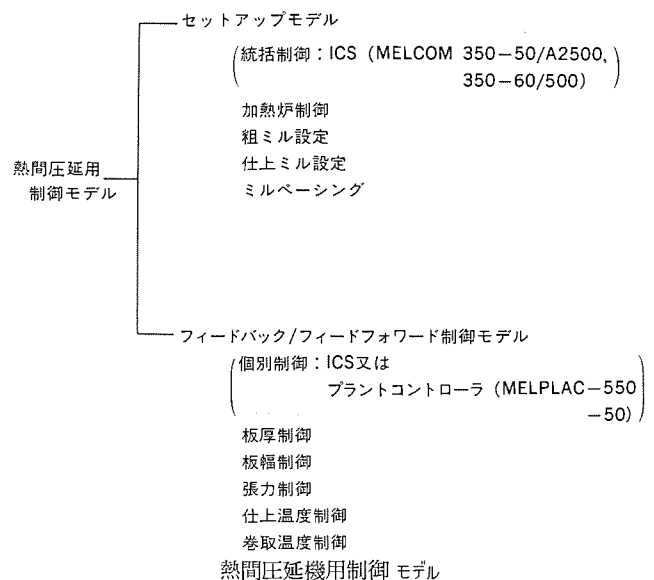 セットアップモデル
(統括制御：ICS (MELCOM 350-50/A2500,
350-60/500))
加熱炉制御
粗ミル設定
仕上ミル設定
ミルペーシング
熱間圧延用
制御モデル
フィードバック/フィードフォワード制御モデル
(個別制御：ICS又は
プラントコントローラ (MELPLAC-550
-50))
板厚制御
板幅制御
張力制御
仕上温度制御
巻取温度制御
熱間圧延機用制御 モデル